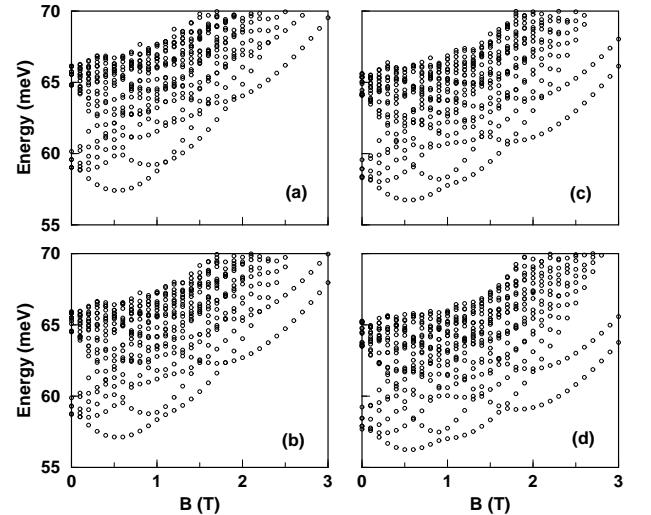 70
65
60
55
Energy (meV)
(a)
(c)
70
65
60
55
Energy (meV)
(b)
(d)
0 1 2 3 0 1 2 3
B (T) B (T)